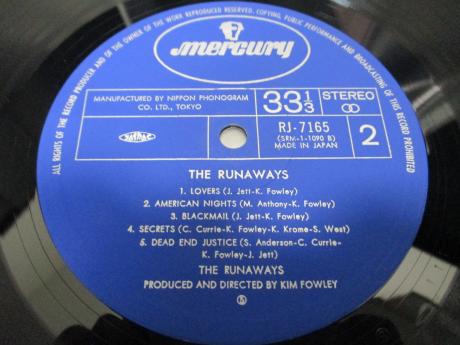 ALL RIGHTS OF THE RECORD PRODUCER AND OF THE OWNER OF THE WORK REPRODUCED RESERVED. COPYING, PUBLIC PERFORMANCE AND BROADCASTING OF THIS RECORD PROHIBITED
mercury
MANUFACTURED BY NIPPON PHONOGRAM CO. LTD., TOKYO
33 1/3
STEREO
RJ-7165
(SRM-1-1090 B)
MADE IN JAPAN
2
THE RUNAWAYS
1. LOVERS (J. Jett-K. Fowley)
2. AMERICAN NIGHTS (M. Anthony-K. Fowley)
3. BLACKMAIL (J. Jett-K. Fowley)
4. SECRETS (C. Currie-K. Fowley-K. Krome-S. West)
5. DEAD END JUSTICE (S. Anderson-C. Currie-
K. Fowley-J. Jett)
THE RUNAWAYS
PRODUCED AND DIRECTED BY KIM FOWLEY